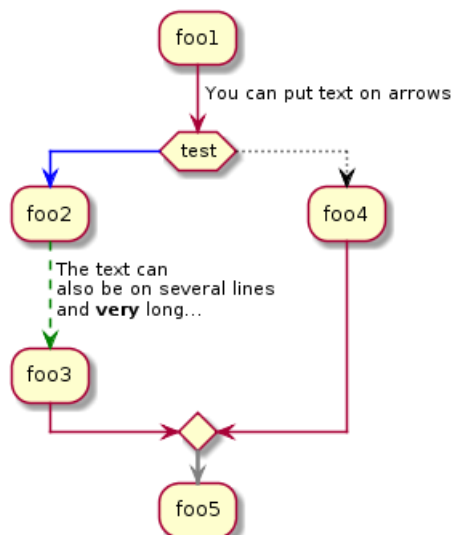 foo1
You can put text on arrows
test
foo2
foo4
The text can
also be on several lines
and very long...
foo3
foo5